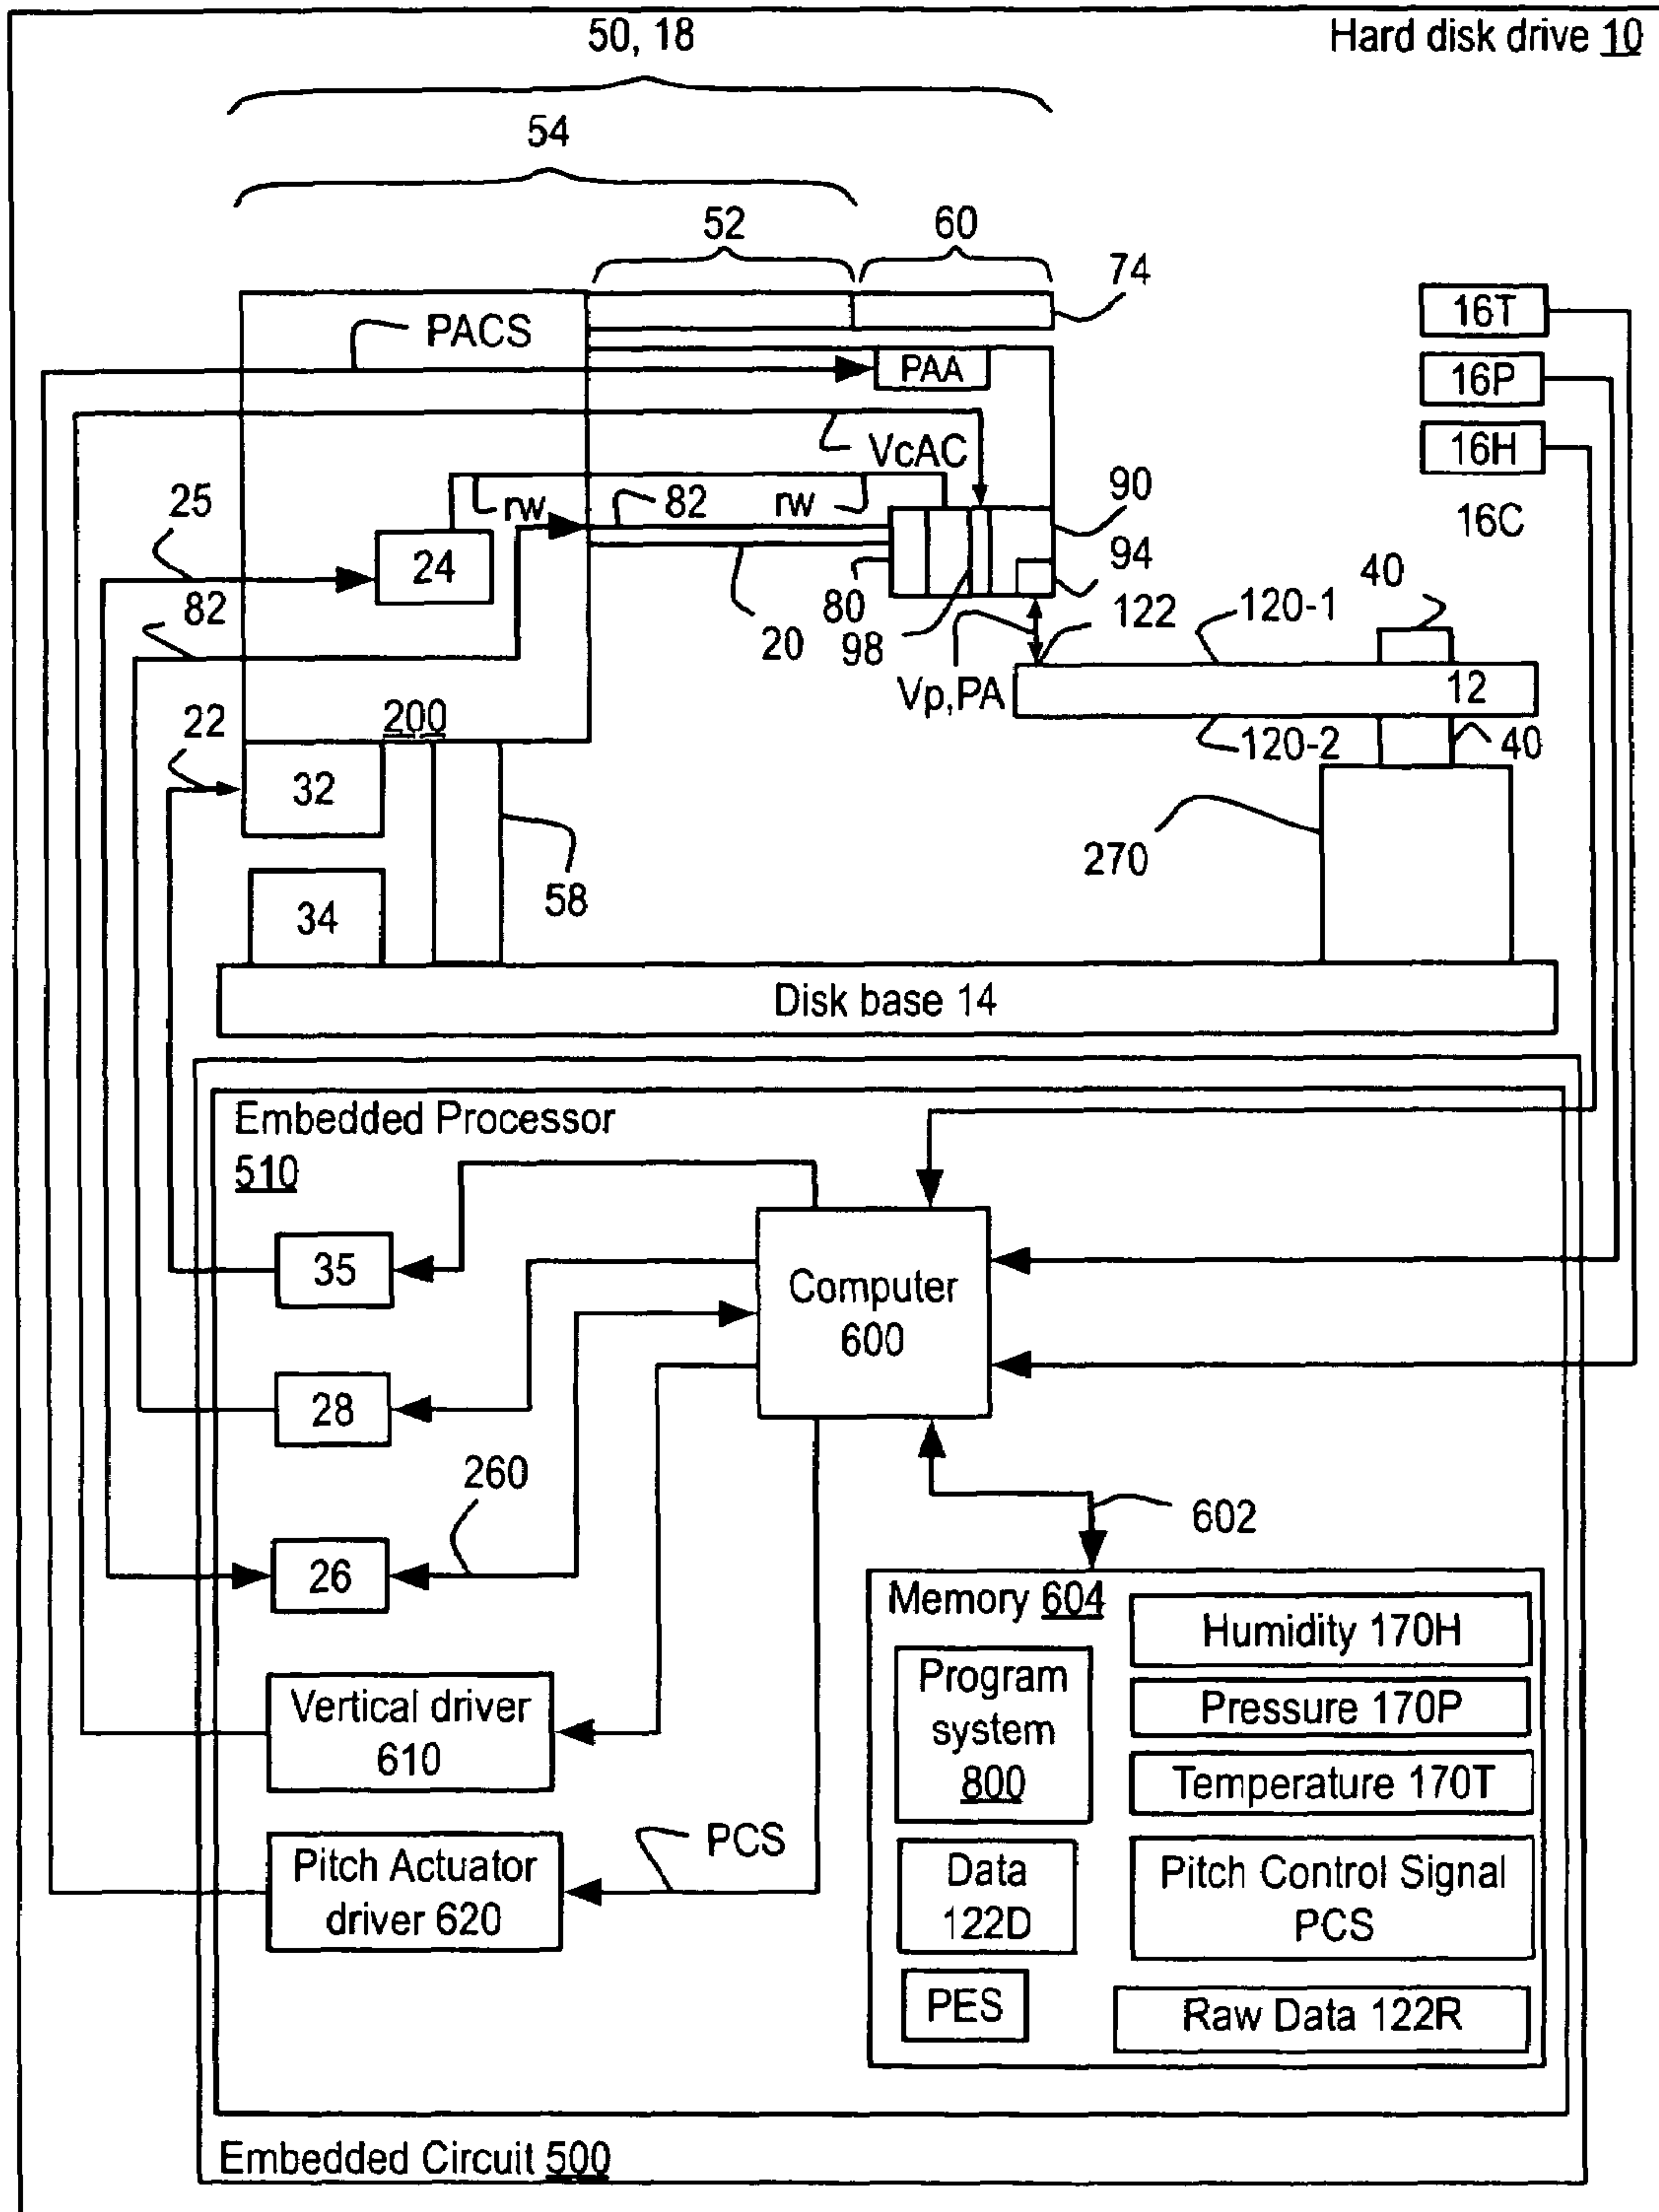 50, 18
Hard disk drive 10
54
52
60
74
16T
PACS
PAA
16P
VcAC
16H
25
rw
82
rw
90
16C
24
94
40
82
80
122
120-1
20
98
Vp,PA
12
22
200
120-2
40
32
270
58
34
Disk base 14
Embedded Processor
510
35
Computer
600
28
260
602
26
Memory 604
Humidity 170H
Program
system
800
Pressure 170P
Vertical driver
610
Temperature 170T
PCS
Pitch Actuator
driver 620
Data
122D
Pitch Control Signal
PCS
PES
Raw Data 122R
Embedded Circuit 500